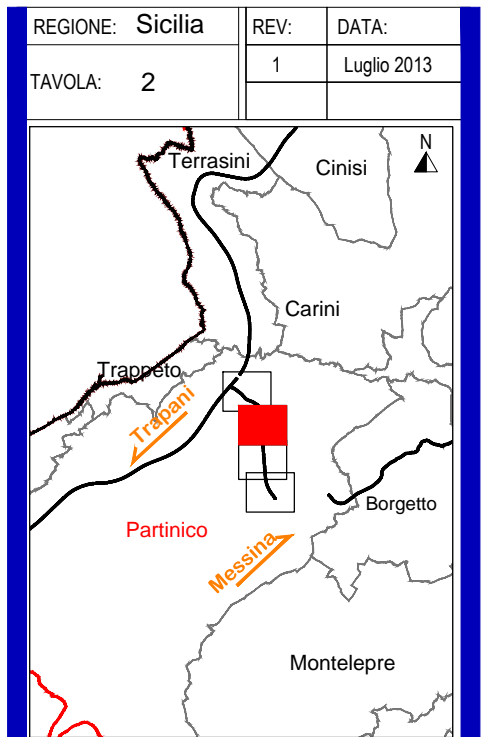 REGIONE: Sicilia
REV:
DATA:
1
Luglio 2013
TAVOLA: 2
N
Terrasini
Cinisi
Carini
Trappeto
Trapani
Borgetto
Partinico
Messina
Montelepre